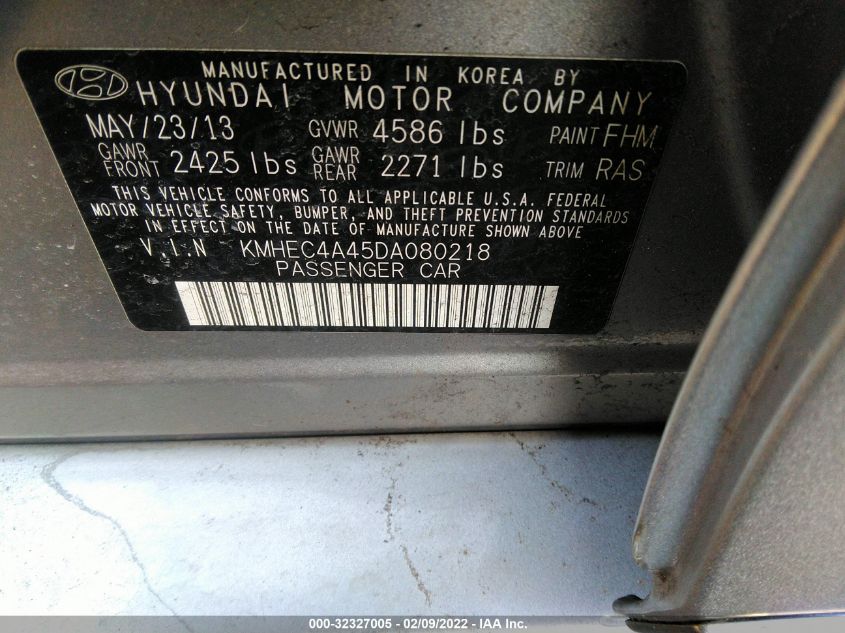 MANUFACTURED IN KOREA BY
HYUNDAI MOTOR COMPANY
MAY/23/13 GVWR 4586 lbs PAINT FHM
GAWR FRONT 2425 lbs GAWR REAR 2271 lbs TRIM RAS
THIS VEHICLE CONFORMS TO ALL APPLICABLE U.S.A. FEDERAL
MOTOR VEHICLE SAFETY, BUMPER, AND THEFT PREVENTION STANDARDS
IN EFFECT ON THE DATE OF MANUFACTURE SHOWN ABOVE
V.I.N KMHEC4A45DA080218
PASSENGER CAR
000-32327005 - 02/09/2022 - IAA Inc.